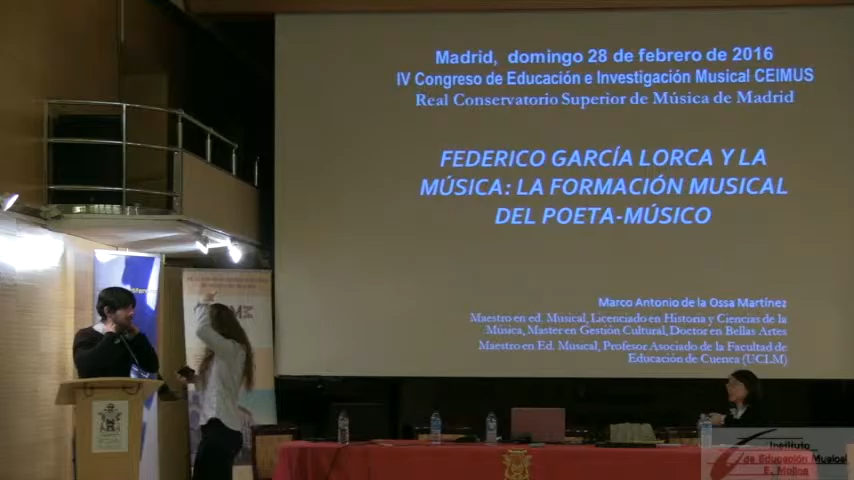 Madrid, domingo 28 de febrero de 2016
IV Congreso de Educación e Investigación Musical CEIMUS
Real Conservatorio Superior de Música de Madrid
FEDERICO GARCÍA LORCA Y LA
MÚSICA: LA FORMACIÓN MUSICAL
DEL POETA-MÚSICO
Marco Antonio de la Ossa Martínez
Maestro en ed. Musical, Licenciado en Historia y Ciencias de la
Música, Master en Gestión Cultural, Doctor en Bellas Artes
Maestro en Ed. Musical, Profesor Asociado de la Facultad de
Educación de Cuenca (UCLM)
Instituto
de Educación Musical
E. Molina